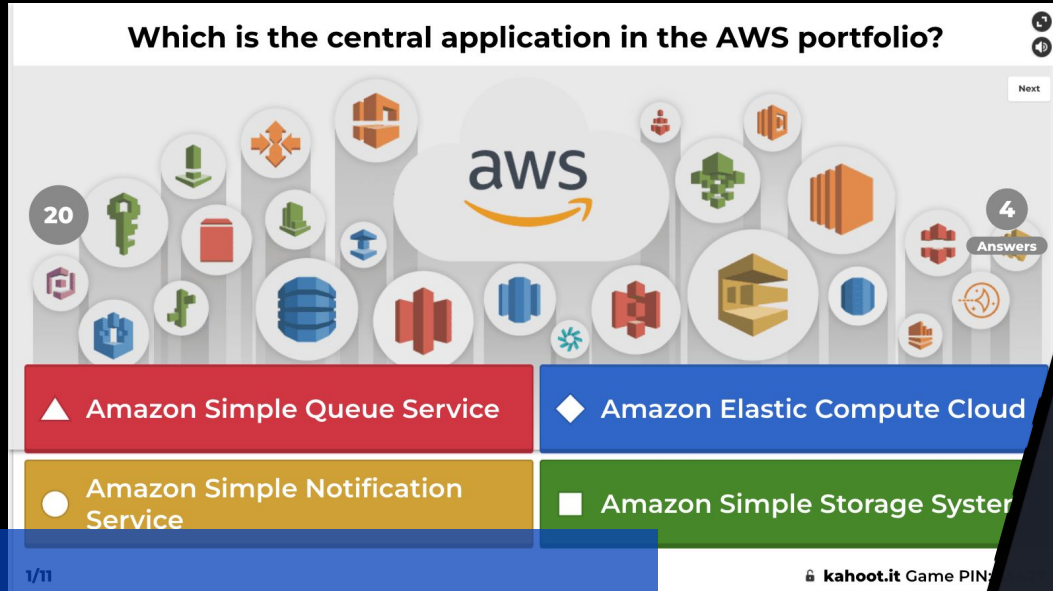 Which is the central application in the AWS portfolio?
Next
aws
20
4
Answers
Amazon Simple Queue Service
Amazon Elastic Compute Cloud
Amazon Simple Notification
Service
Amazon Simple Storage
1/11
kahoot.it Game PIN: